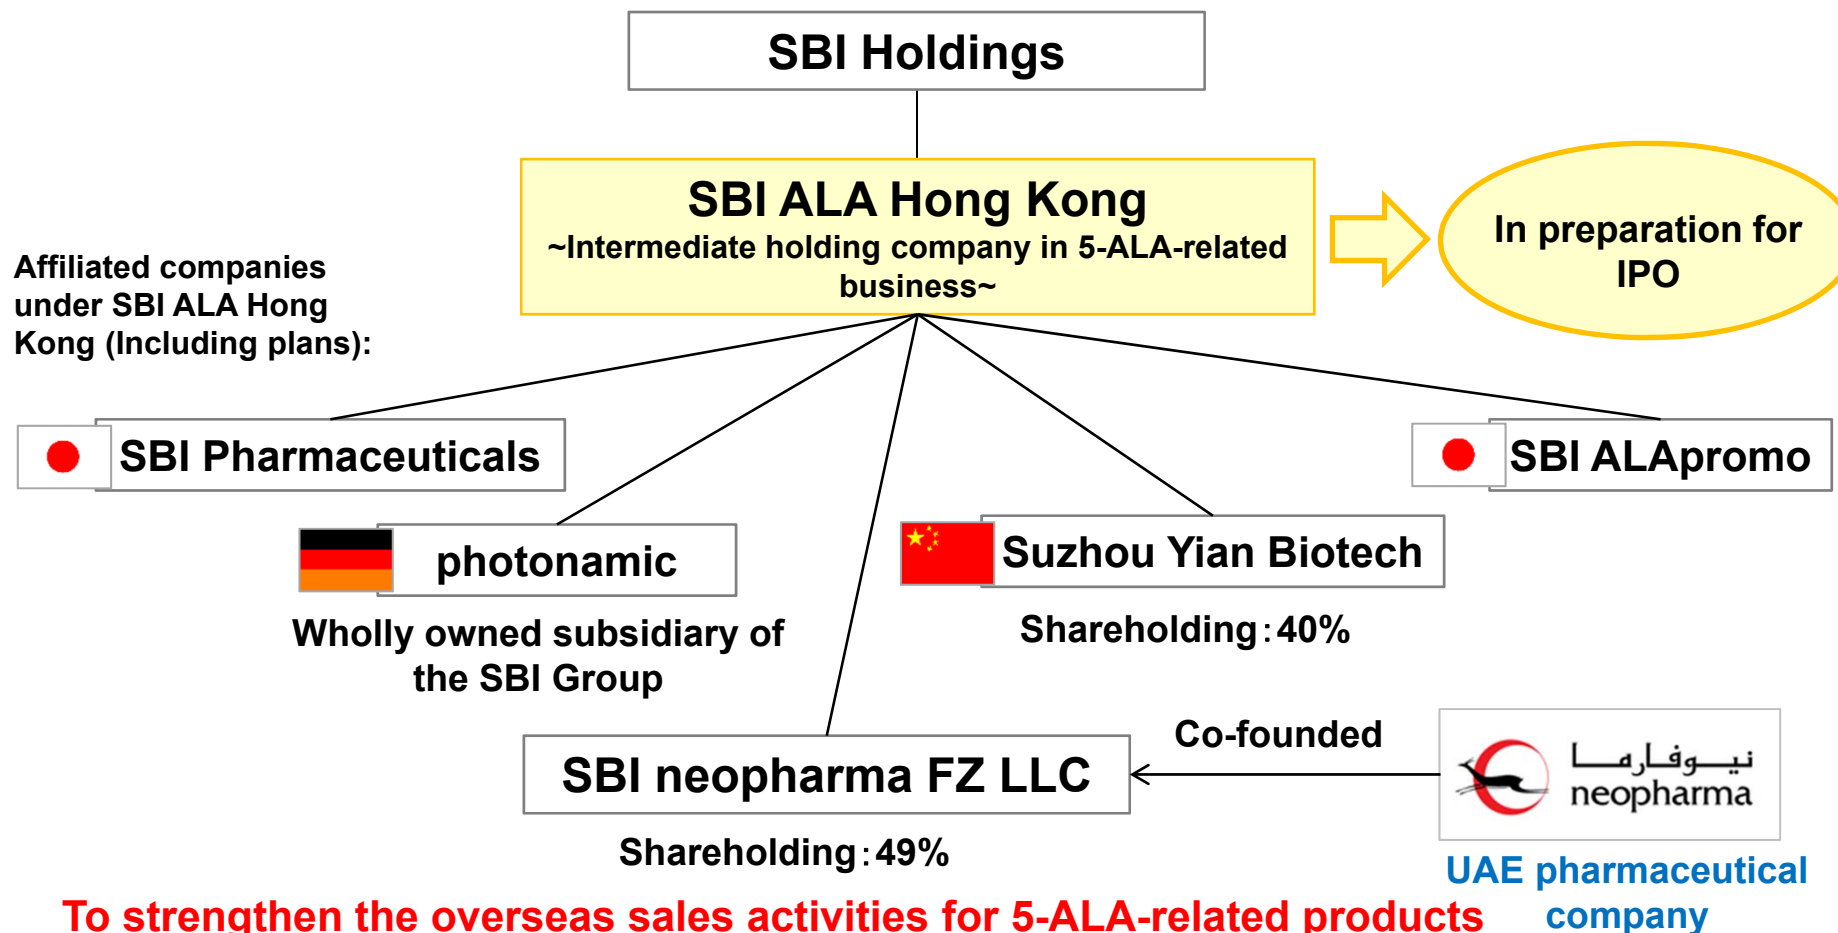 SBI Holdings
SBI ALA Hong Kong
~Intermediate holding company in 5-ALA-related
business~
In preparation for
IPO
Affiliated companies
under SBI ALA Hong
Kong (Including plans):
SBI Pharmaceuticals
SBI ALApromo
photonamic
Wholly owned subsidiary of
the SBI Group
Suzhou Yian Biotech
Shareholding:40%
SBI neopharma FZ LLC
Shareholding:49%
Co-founded
نيـوفـارمـا
neopharma
UAE pharmaceutical
company
To strengthen the overseas sales activities for 5-ALA-related products